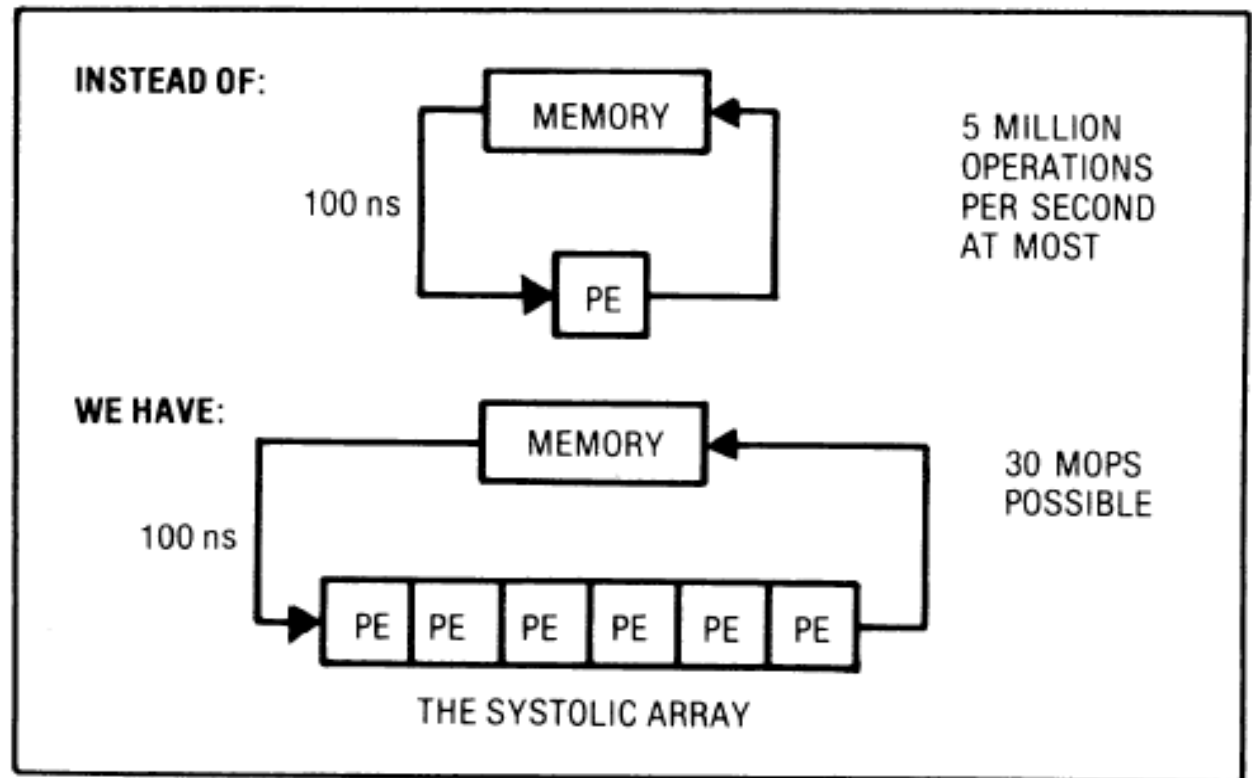 INSTEAD OF:
MEMORY
100 ns
PE
5 MILLION
OPERATIONS
PER SECOND
AT MOST
WE HAVE:
MEMORY
100 ns
PE PE PE PE PE PE
30 MOPS
POSSIBLE
THE SYSTOLIC ARRAY